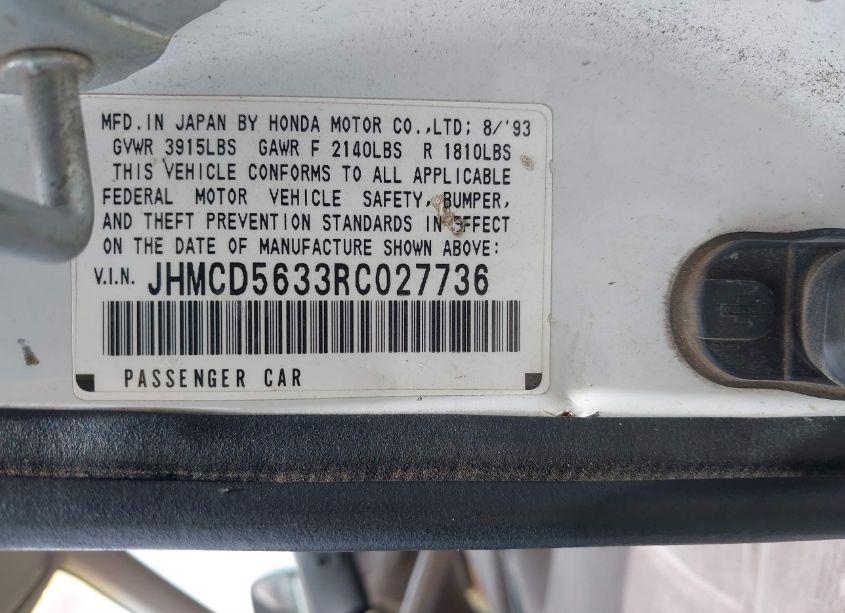 MFD. IN JAPAN BY HONDA MOTOR CO.,LTD; 8/'93
GVWR 3915LBS GAWR F 2140LBS R 1810LBS
THIS VEHICLE CONFORMS TO ALL APPLICABLE
FEDERAL MOTOR VEHICLE SAFETY, BUMPER,
AND THEFT PREVENTION STANDARDS IN EFFECT
ON THE DATE OF MANUFACTURE SHOWN ABOVE:
V.I.N. JHMCD5633RC027736
PASSENGER CAR